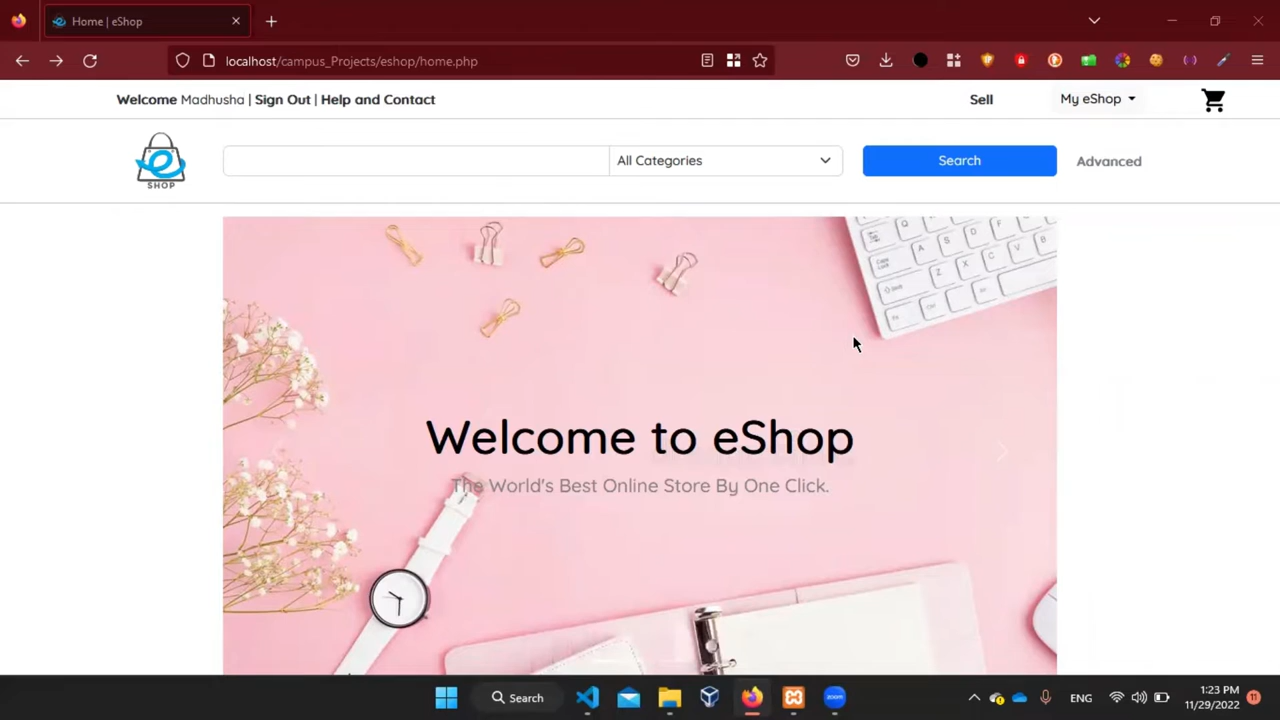 Home | eShop
localhost/campus_Projects/eshop/home.php
Welcome Madhusha | Sign Out | Help and Contact
Sell
My eShop
SHOP
All Categories
Search
Advanced
Welcome to eShop
The World's Best Online Store By One Click.
Search
zoom
ENG
1:23 PM
11/29/2022
11